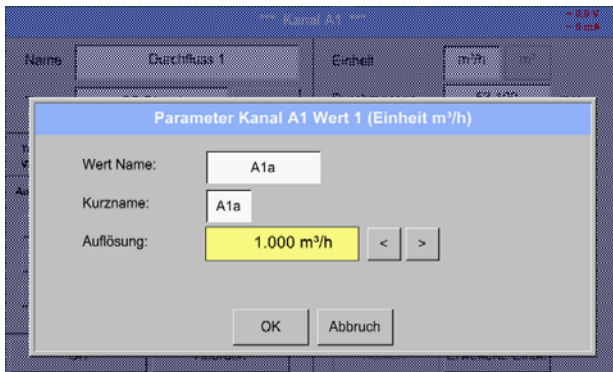 *** Kanal A1 ***
Name
Durchfluss 1
Einheit
m³/h
m³
Parameter Kanal A1 Wert 1 (Einheit m³/h)
Wert Name:
A1a
Kurzname:
A1a
Auflösung:
1.000 m³/h
<
>
OK
Abbruch